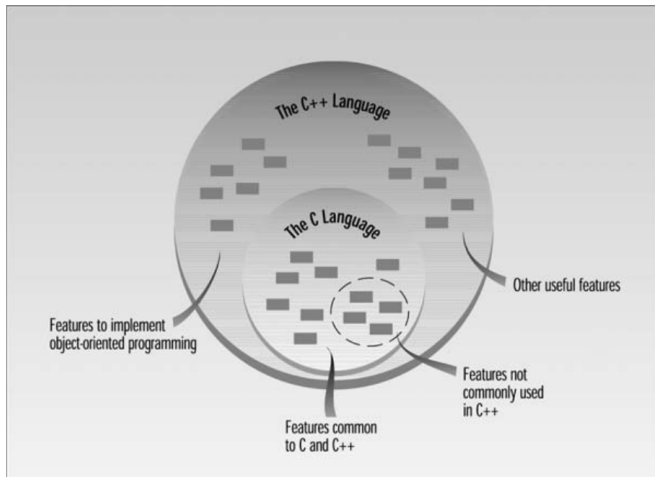 The C++ Language
The C Language
Other useful features
Features to implement
object-oriented programming
Features not
commonly used
in C++
Features common
to C and C++